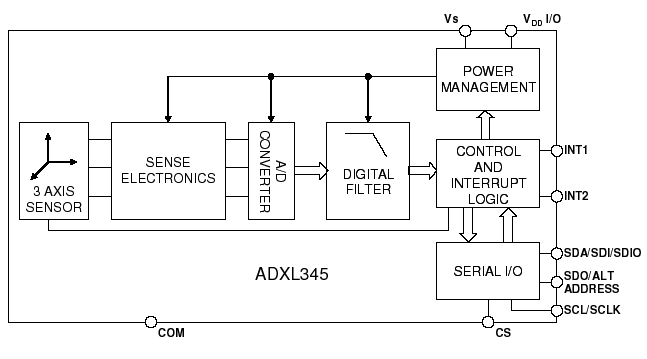 Vs
VDD I/O
POWER
MANAGEMENT
3 AXIS
SENSOR
SENSE
ELECTRONICS
A/D
CONVERTER
DIGITAL
FILTER
CONTROL
AND
INTERRUPT
LOGIC
INT1
INT2
SERIAL I/O
SDA/SDI/SDIO
SDO/ALT
ADDRESS
SCL/SCLK
ADXL345
COM
CS